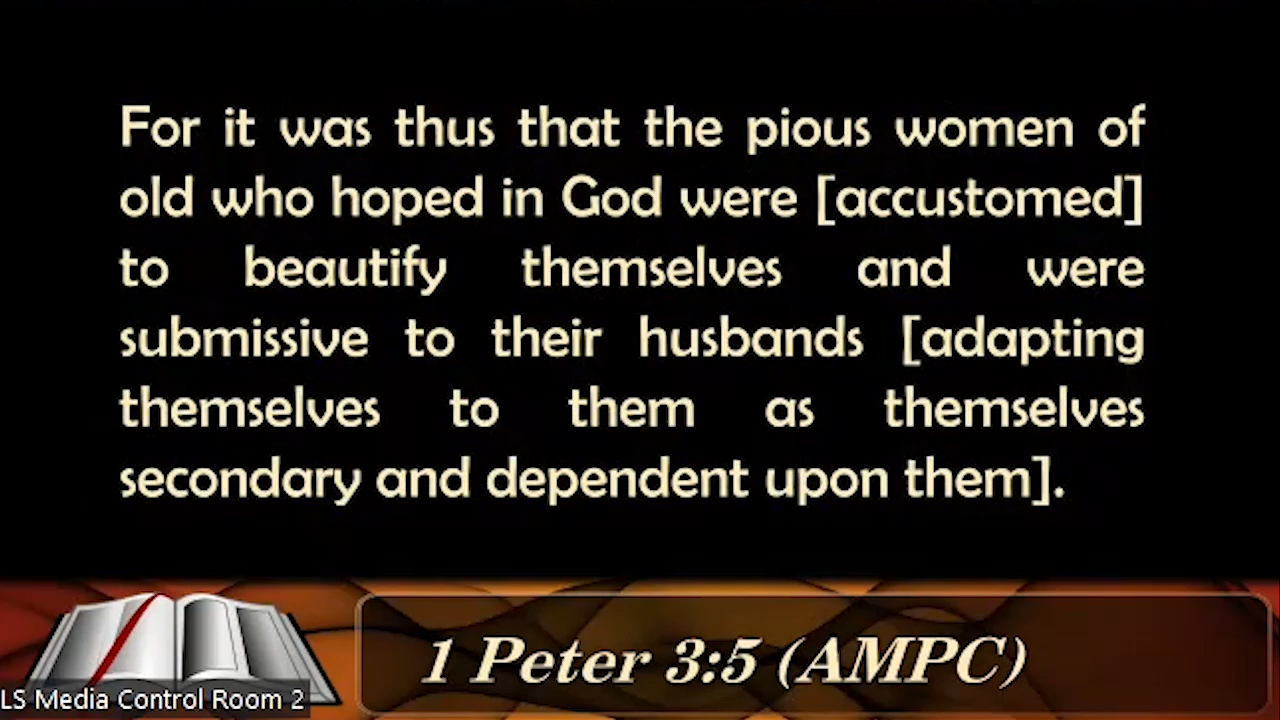 For it was thus that the pious women of
old who hoped in God were [accustomed]
to beautify themselves and were
submissive to their husbands [adapting
themselves to them as themselves
secondary and dependent upon them].
1 Peter 3:5 (AMPC)
LS Media Control Room 2